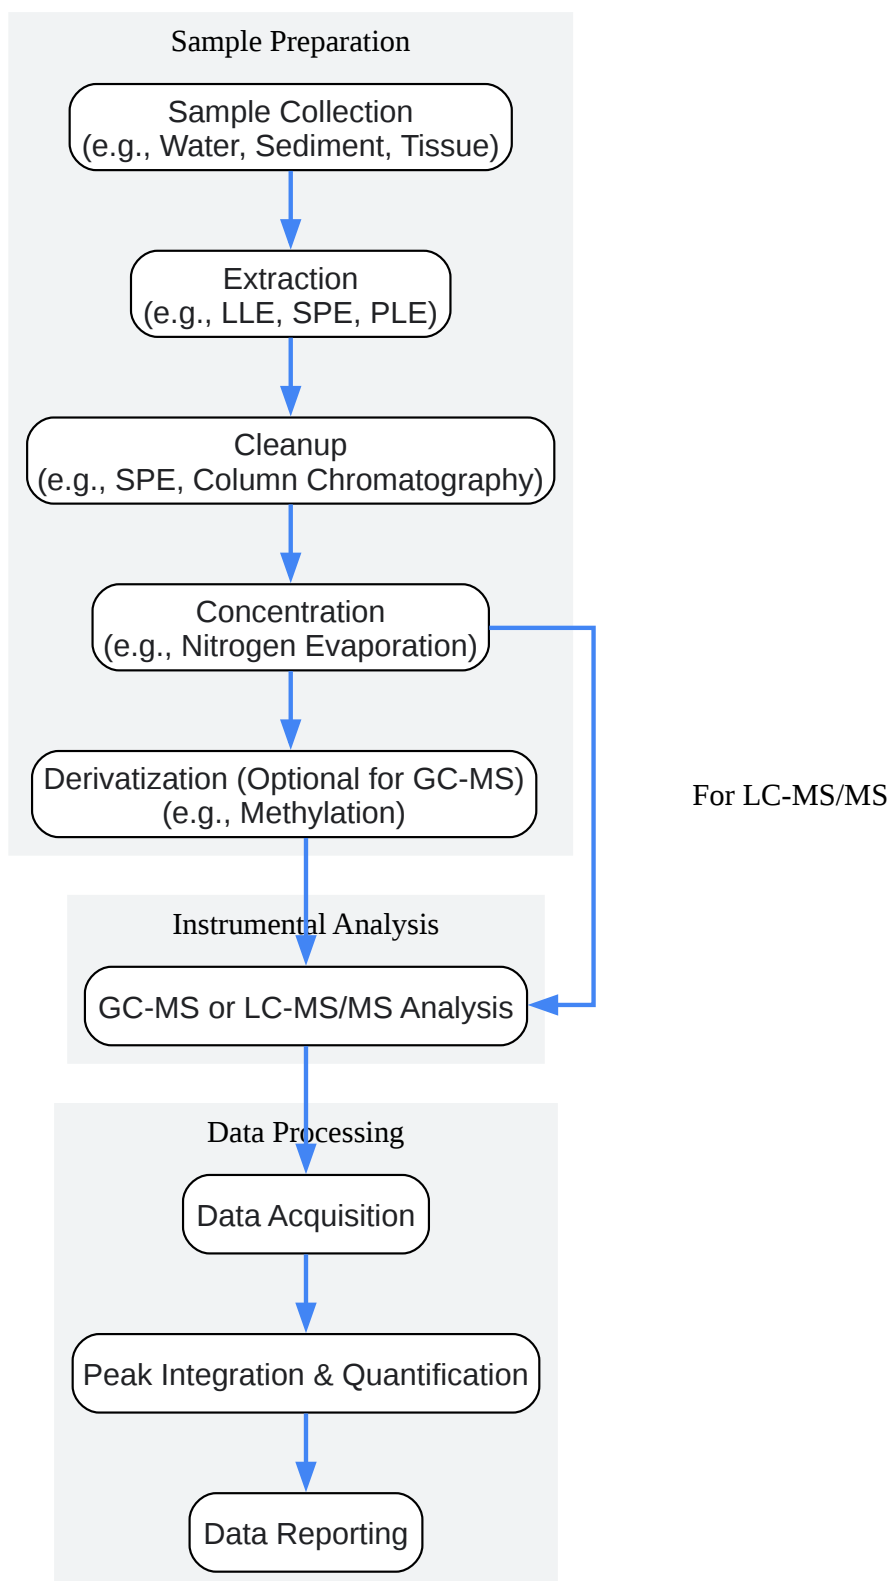 Sample Preparation
Sample Collection
(e.g., Water, Sediment, Tissue)
Extraction
(e.g., LLE, SPE, PLE)
Cleanup
(e.g., SPE, Column Chromatography)
Concentration
(e.g., Nitrogen Evaporation)
Derivatization (Optional for GC-MS)
(e.g., Methylation)
For LC-MS/MS
Instrumental Analysis
GC-MS or LC-MS/MS Analysis
Data Processing
Data Acquisition
Peak Integration & Quantification
Data Reporting